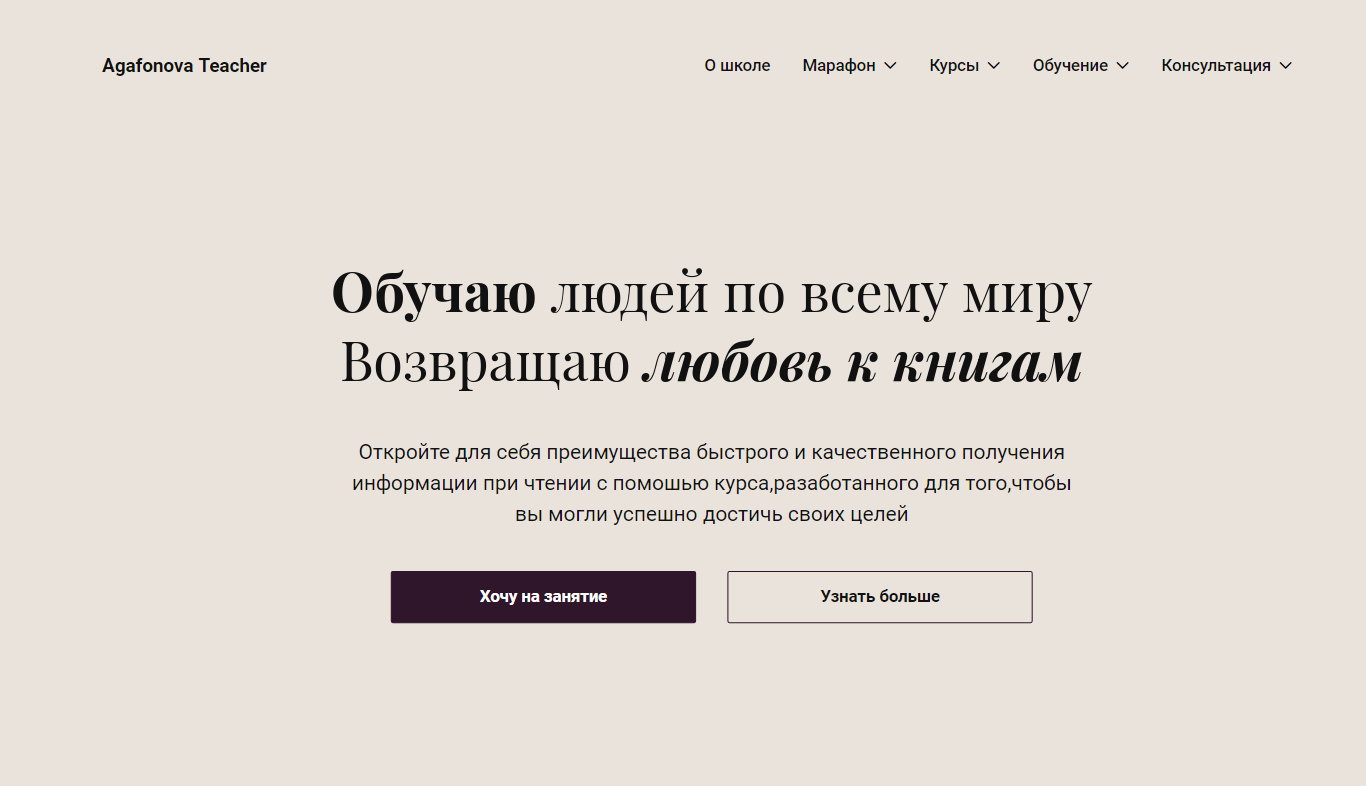 Agafonova Teacher
О школе Марафон Курсы Обучение Консультация
Обучаю людей по всему миру
Возвращаю любовь к книгам
Откройте для себя преимущества быстрого и качественного получения
информации при чтении с помошью курса,разаботанного для того,чтобы
вы могли успешно достичь своих целей
Хочу на занятие Узнать больше